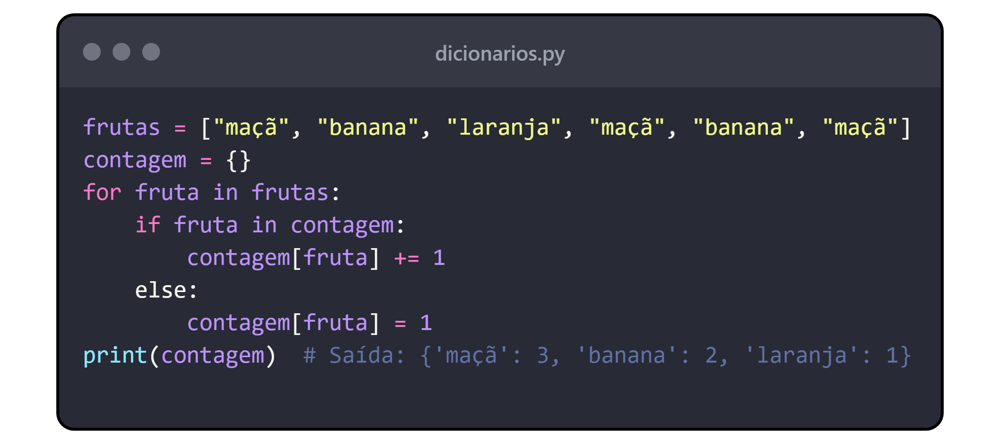 dicionarios.py
frutas = ["maçã", "banana", "laranja", "maçã", "banana", "maçã"]
contagem = {}
for fruta in frutas:
    if fruta in contagem:
        contagem[fruta] += 1
    else:
        contagem[fruta] = 1
print(contagem)  # Saída: {'maçã': 3, 'banana': 2, 'laranja': 1}